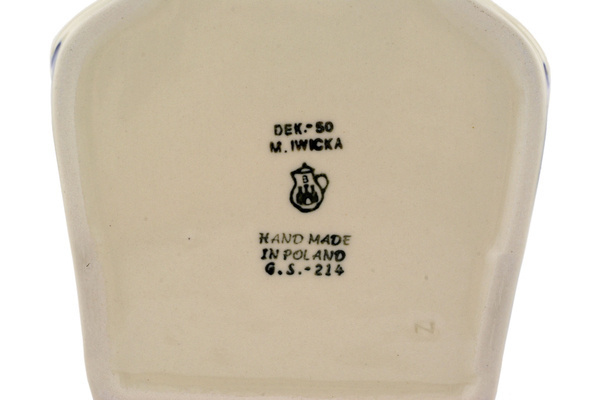 DEK.-50
M. IWICKA
B
HAND MADE
IN POLAND
G.S.-214
N